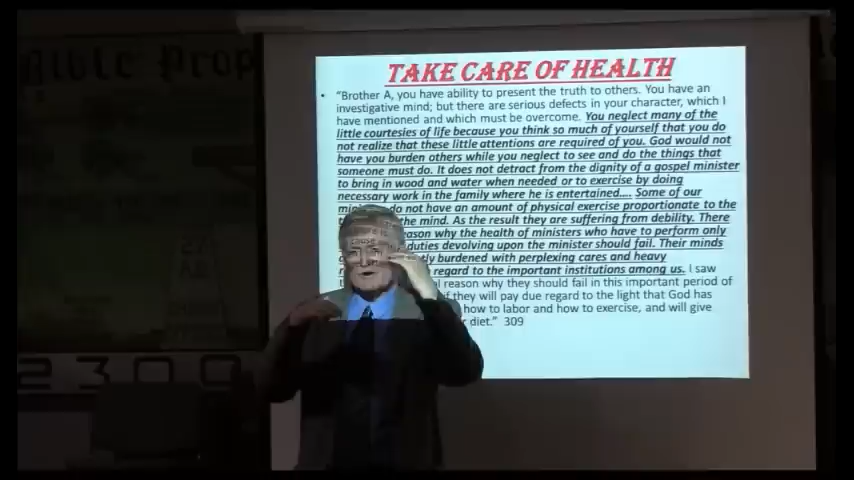 Bible Prop
TAKE CARE OF HEALTH
• "Brother A, you have ability to present the truth to others. You have an
investigative mind; but there are serious defects in your character, which I
have mentioned and which must be overcome. You neglect many of the
little courtesies of life because you think so much of yourself that you do
not realize that these little attentions are required of you. God would not
have you burden others while you neglect to see and do the things that
someone must do. It does not detract from the dignity of a gospel minister
to bring in wood and water when needed or to exercise by doing
necessary work in the family where he is entertained.... Some of our
do not have an amount of physical exercise proportionate to the
the mind. As the result they are suffering from debility. There
why the health of ministers who have to perform only
duties devolving upon the minister should fail. Their minds
burdened with perplexing cares and heavy
regard to the important institutions among us. I saw
reason why they should fail in this important period of
if they will pay due regard to the light that God has
how to labor and how to exercise, and will give
diet." 309
27
2309